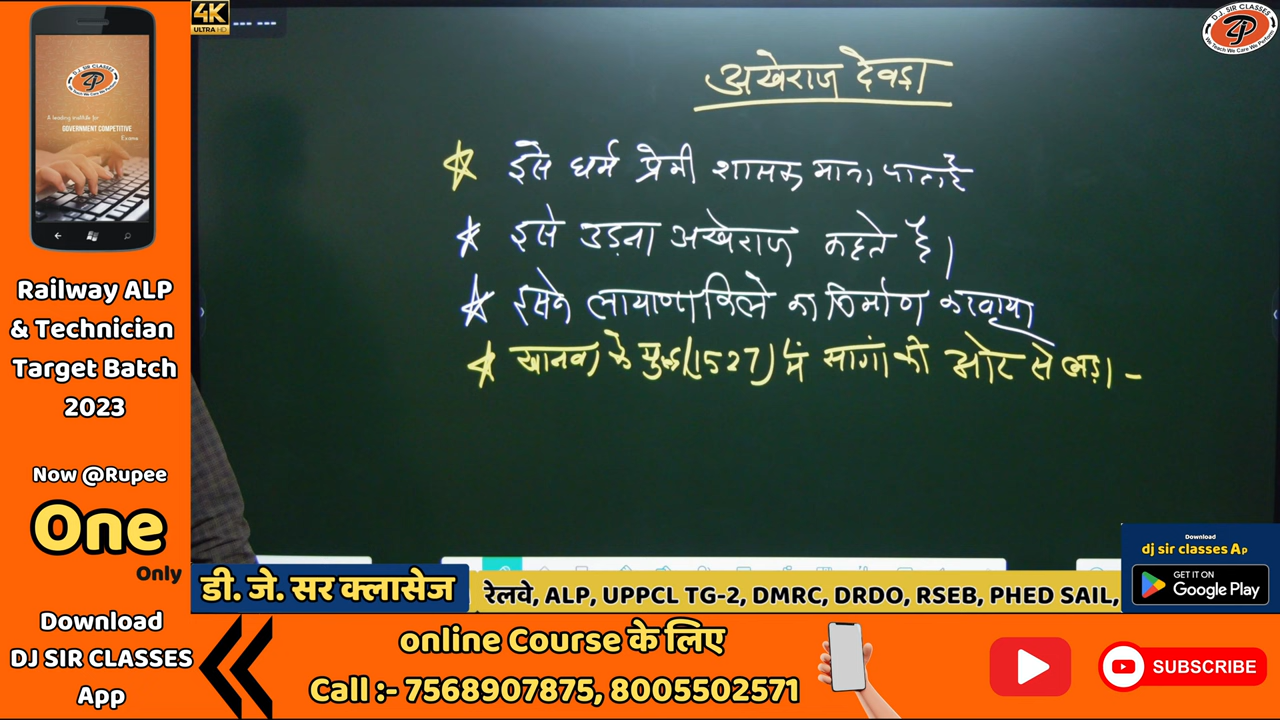 4K
ULTRA HD
D.J. SIR CLASSES
We Teach We Care We Perform
अखेराज देवड़ा
इसे धर्म प्रेमी शासक माना जाता है
इसे उड़ना अखेराज कहते है।
इसने लोयाणा किले का निर्माण करवाया
खानवा के युद्ध (1527) में सांगा की ओर से लड़ा -
A leading institute for
GOVERNMENT COMPETITIVE
Exams
Railway ALP
& Technician
Target Batch
2023
Now @Rupee
One
Only
Download
DJ SIR CLASSES
App
डी. जे. सर क्लासेज
रेलवे, ALP, UPPCL TG-2, DMRC, DRDO, RSEB, PHED SAIL,
Download
dj sir classes Ap
GET IT ON
Google Play
online Course के लिए
Call :- 7568907875, 8005502571
SUBSCRIBE